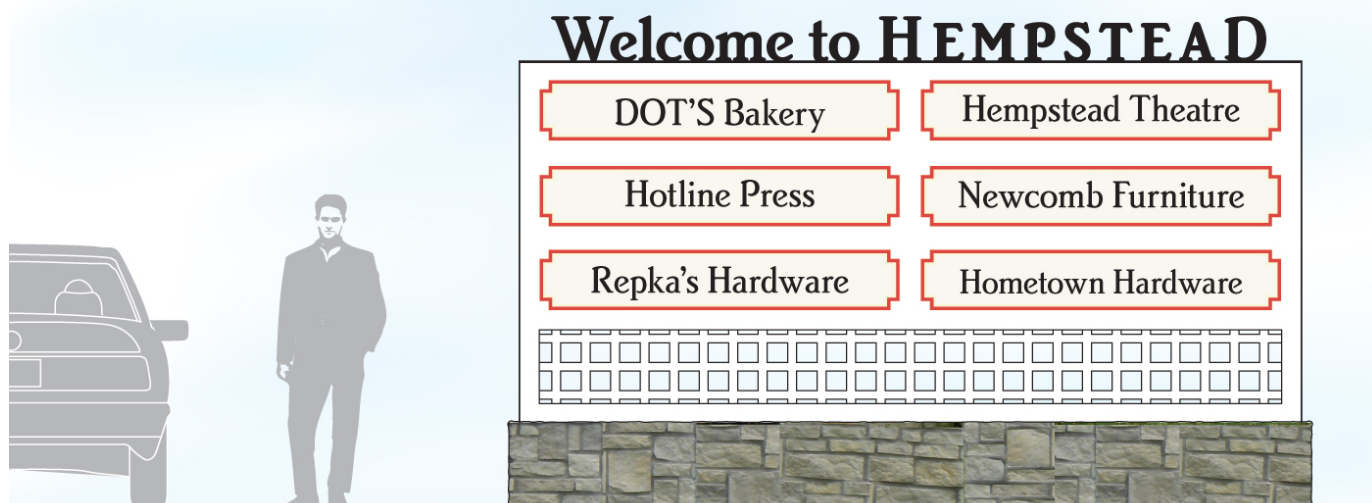 Welcome to HEMPSTEAD
DOT'S Bakery
Hempstead Theatre
Hotline Press
Newcomb Furniture
Repka's Hardware
Hometown Hardware